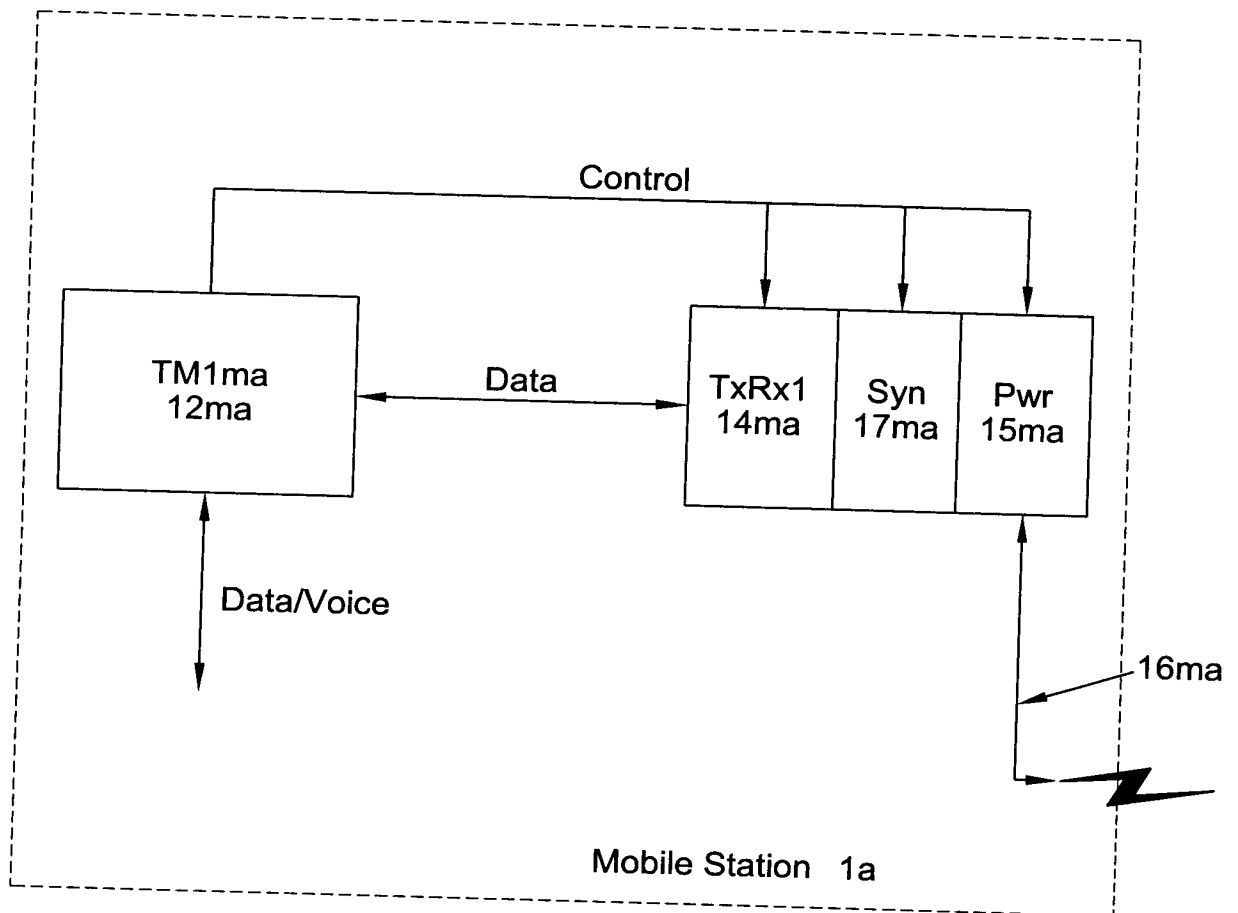 Control
TM1ma
12ma
Data
TxRx1
14ma
Syn
17ma
Pwr
15ma
Data/Voice
16ma
Mobile Station 1a